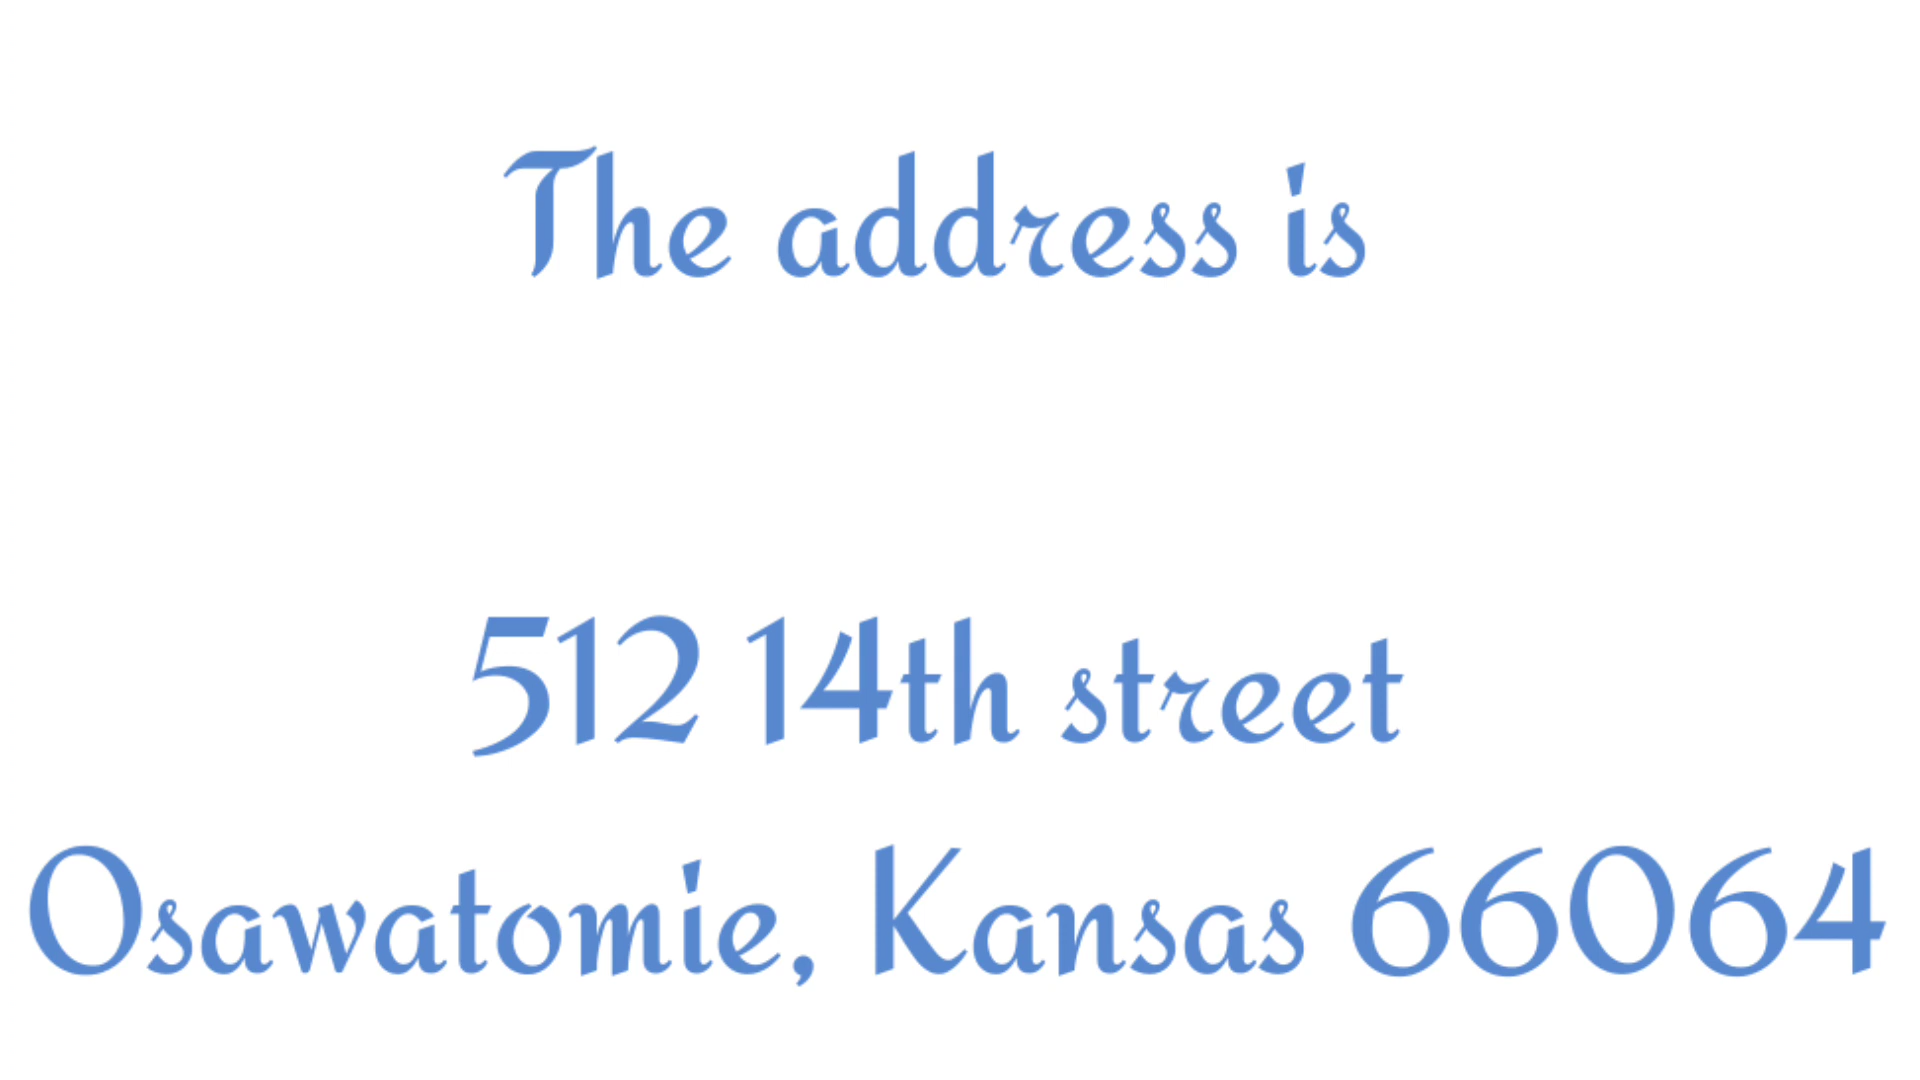 The address is
512 14th street
Osawatomie, Kansas 66064